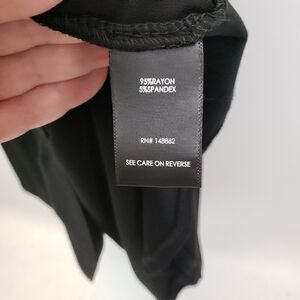 95%RAYON
5%SPANDEX
RN# 148862
SEE CARE ON REVERSE